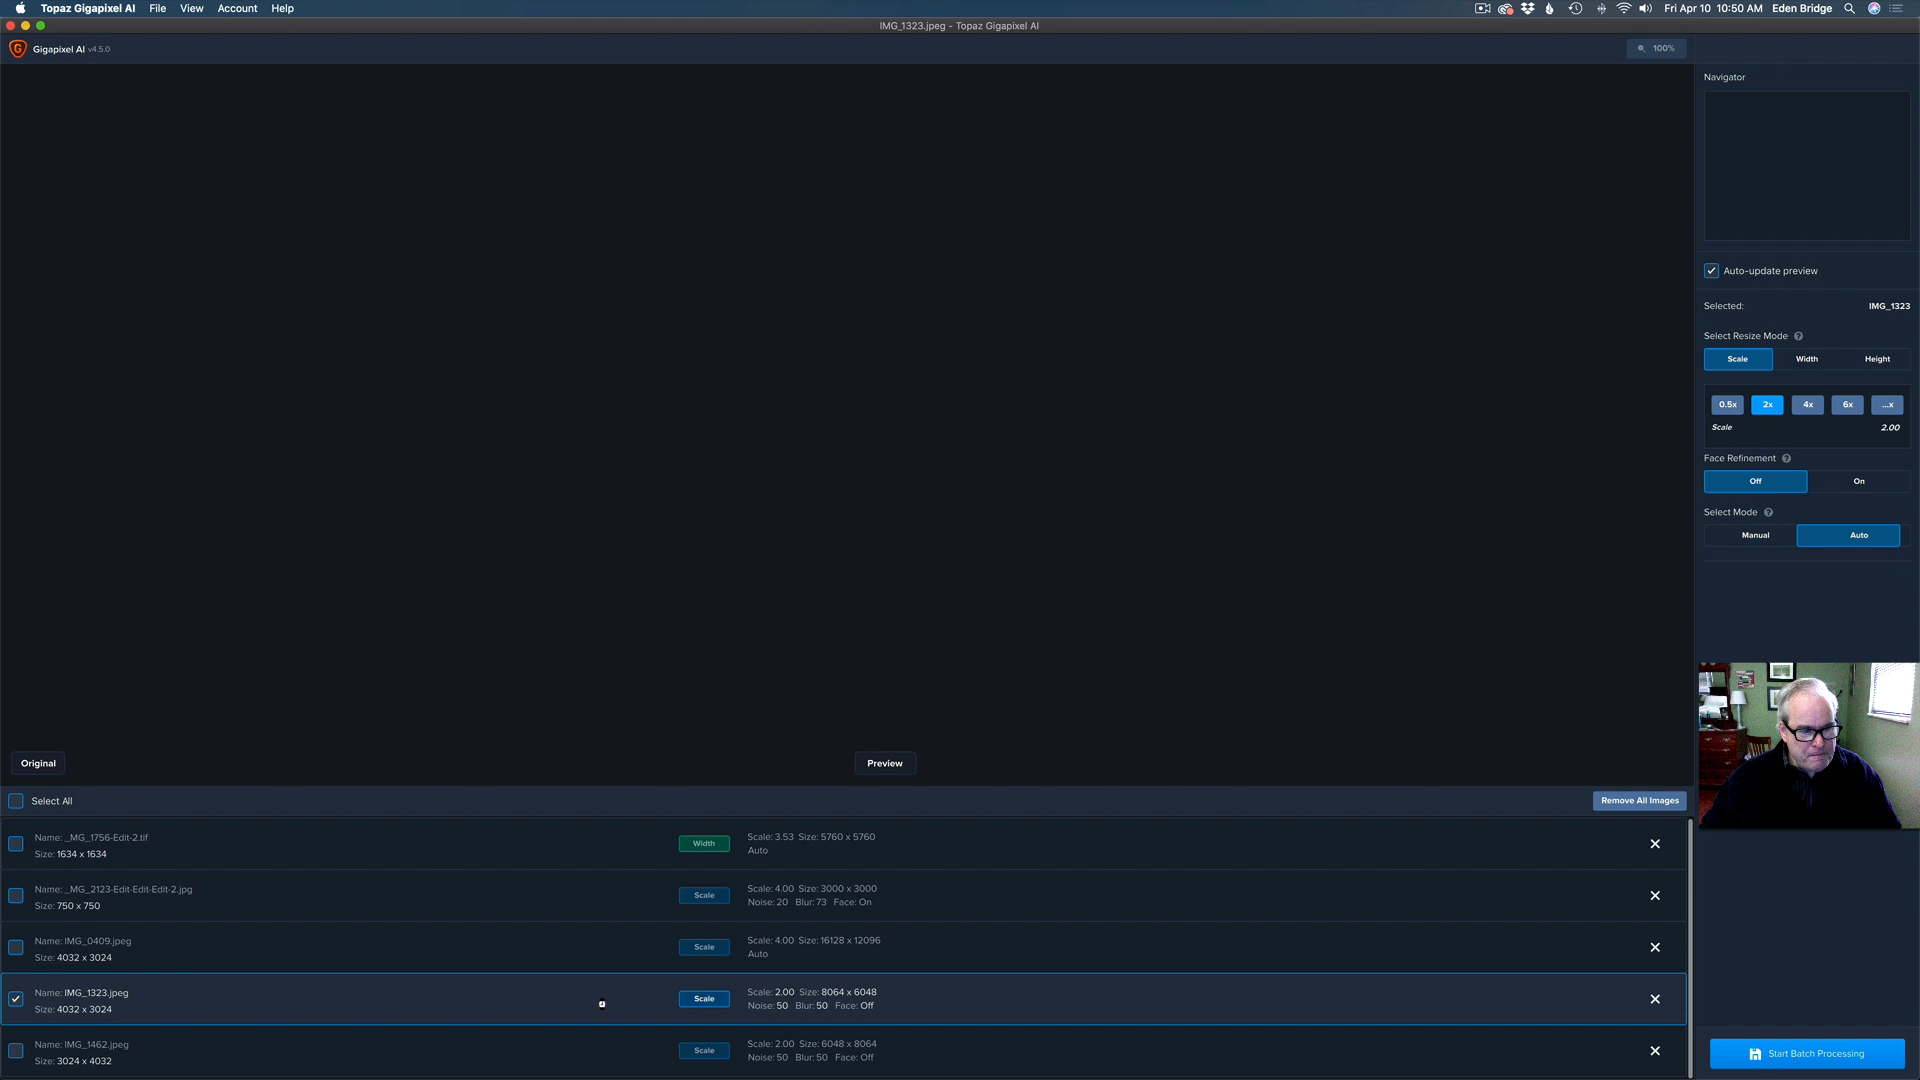 Topaz Gigapixel AI File View Account Help Fri Apr 10 10:50 AM Eden Bridge
IMG_1323.jpeg - Topaz Gigapixel AI
Gigapixel AI v4.5.0 100%
Navigator
Auto-update preview
Selected: IMG_1323
Select Resize Mode ?
Scale Width Height
0.5x 2x 4x 6x ...x
Scale 2.00
Face Refinement ?
Off On
Select Mode ?
Manual Auto
Original Preview
Select All Remove All Images
Name: _MG_1756-Edit-2.tif
Size: 1634 x 1634
Width
Scale: 3.53 Size: 5760 x 5760
Auto
Name: _MG_2123-Edit-Edit-Edit-2.jpg
Size: 750 x 750
Scale
Scale: 4.00 Size: 3000 x 3000
Noise: 20 Blur: 73 Face: On
Name: IMG_0409.jpeg
Size: 4032 x 3024
Scale
Scale: 4.00 Size: 16128 x 12096
Auto
Name: IMG_1323.jpeg
Size: 4032 x 3024
Scale
Scale: 2.00 Size: 8064 x 6048
Noise: 50 Blur: 50 Face: Off
Name: IMG_1462.jpeg
Size: 3024 x 4032
Scale
Scale: 2.00 Size: 6048 x 8064
Noise: 50 Blur: 50 Face: Off
Start Batch Processing